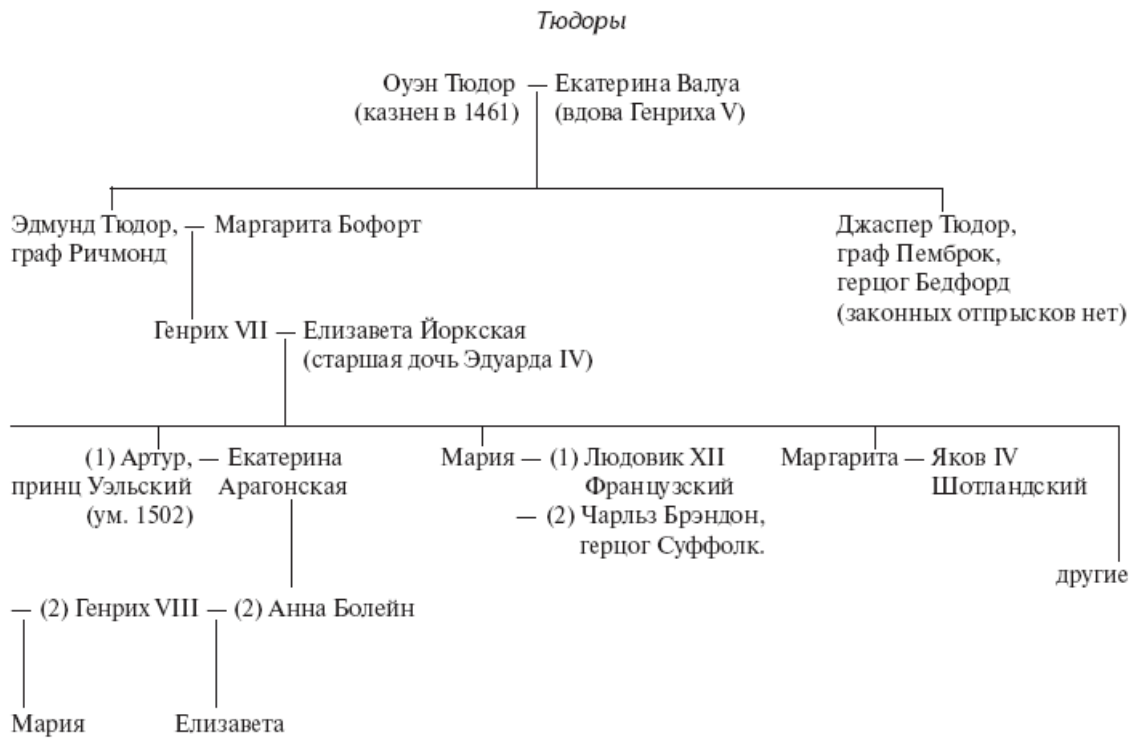 Тюдоры
Оуэн Тюдор — Екатерина Валуа
(казнен в 1461) (вдова Генриха V)
Эдмунд Тюдор, — Маргарита Бофорт
граф Ричмонд
Джаспер Тюдор,
граф Пемброк,
герцог Бедфорд
(законных отпрысков нет)
Генрих VII — Елизавета Йоркская
(старшая дочь Эдуарда IV)
(1) Артур, — Екатерина
принц Уэльский Арагонская
(ум. 1502)
Мария — (1) Людовик XII
Французский
— (2) Чарльз Брэндон,
герцог Суффолк.
Маргарита — Яков IV
Шотландский
другие
— (2) Генрих VIII — (2) Анна Болейн
Мария Елизавета